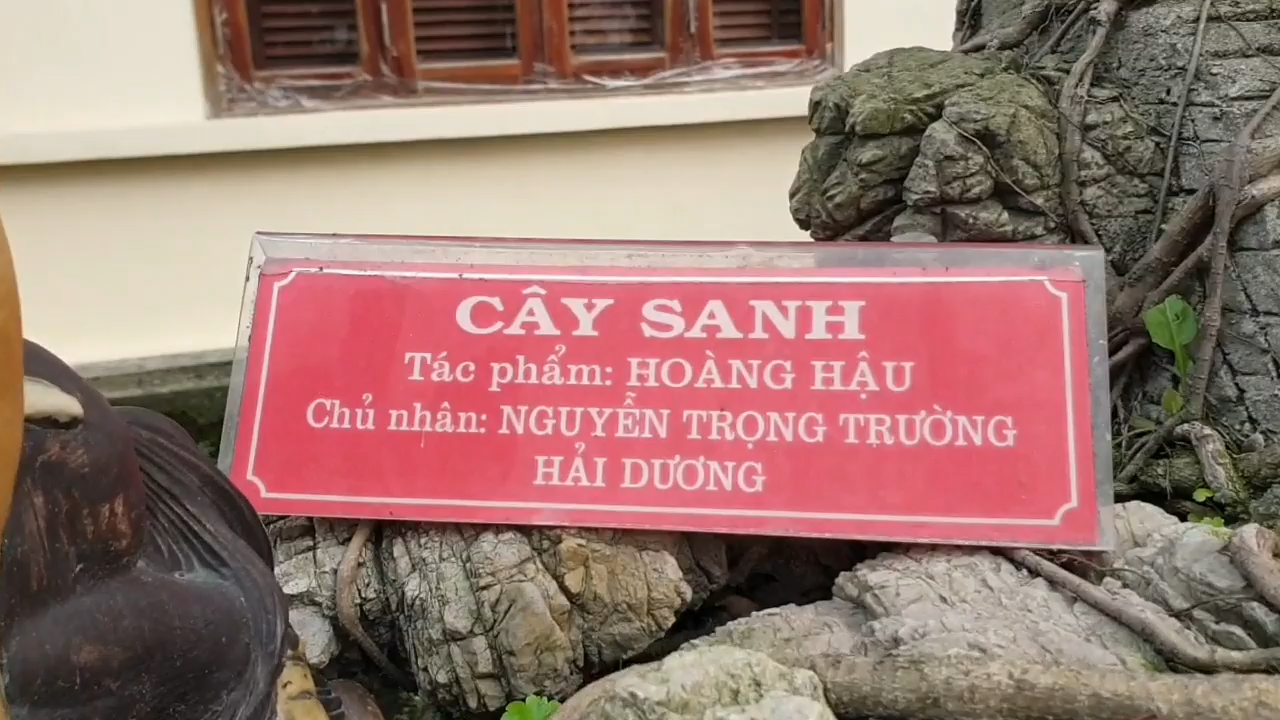 CÂY SANH
Tác phẩm: HOÀNG HẬU
Chủ nhân: NGUYỄN TRỌNG TRƯỜNG
HẢI DƯƠNG